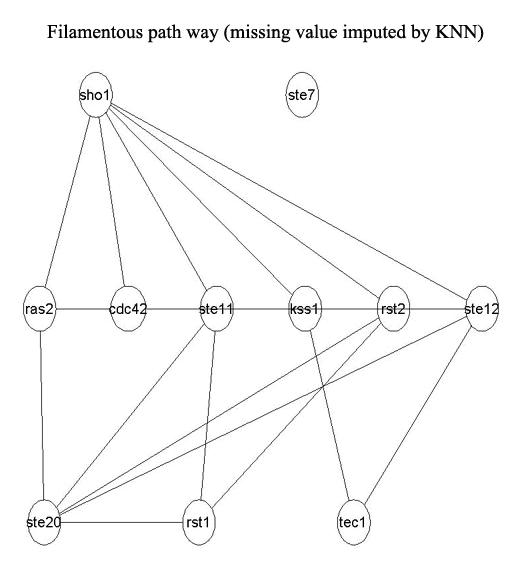 Filamentous path way (missing value imputed by KNN)
sho1 ste7
ras2 cdc42 ste11 kss1 rst2 ste12
ste20 rst1 tec1